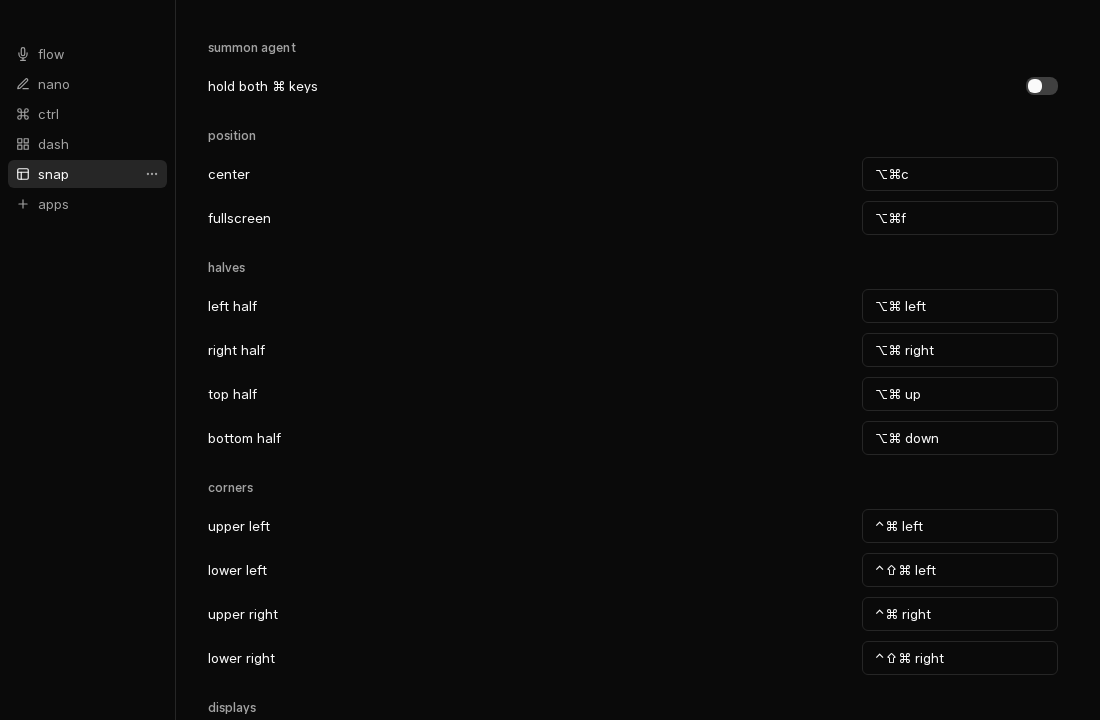 flow
nano
ctrl
dash
snap
apps
summon agent
hold both ⌘ keys
position
center ⌥⌘c
fullscreen ⌥⌘f
halves
left half ⌥⌘ left
right half ⌥⌘ right
top half ⌥⌘ up
bottom half ⌥⌘ down
corners
upper left ^⌘ left
lower left ^⇧⌘ left
upper right ^⌘ right
lower right ^⇧⌘ right
displays